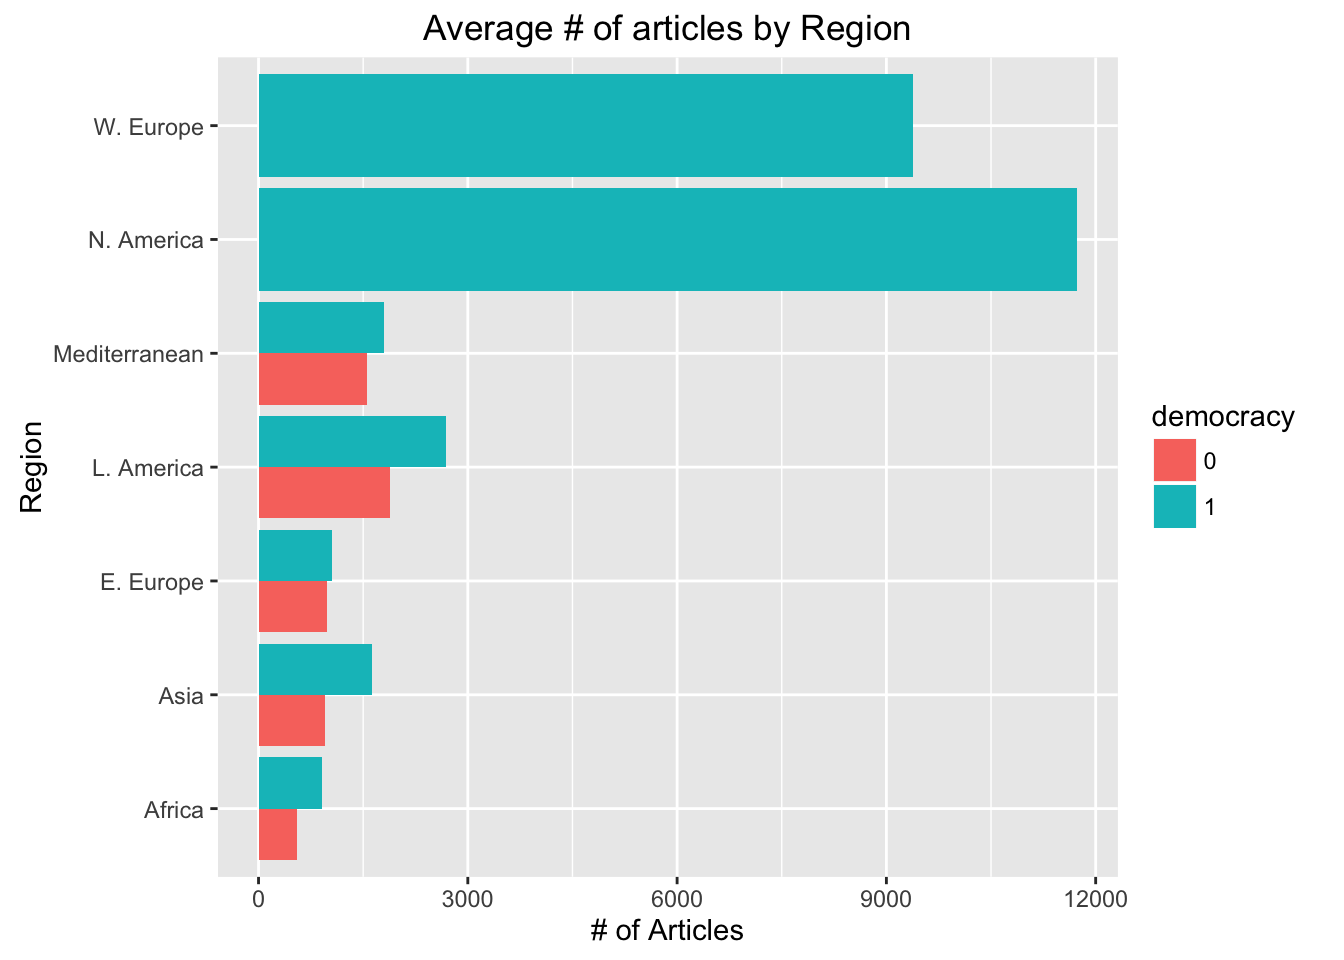 Average # of articles by Region
Region
W. Europe
N. America
Mediterranean
L. America
E. Europe
Asia
Africa
0 3000 6000 9000 12000
# of Articles
democracy
0
1